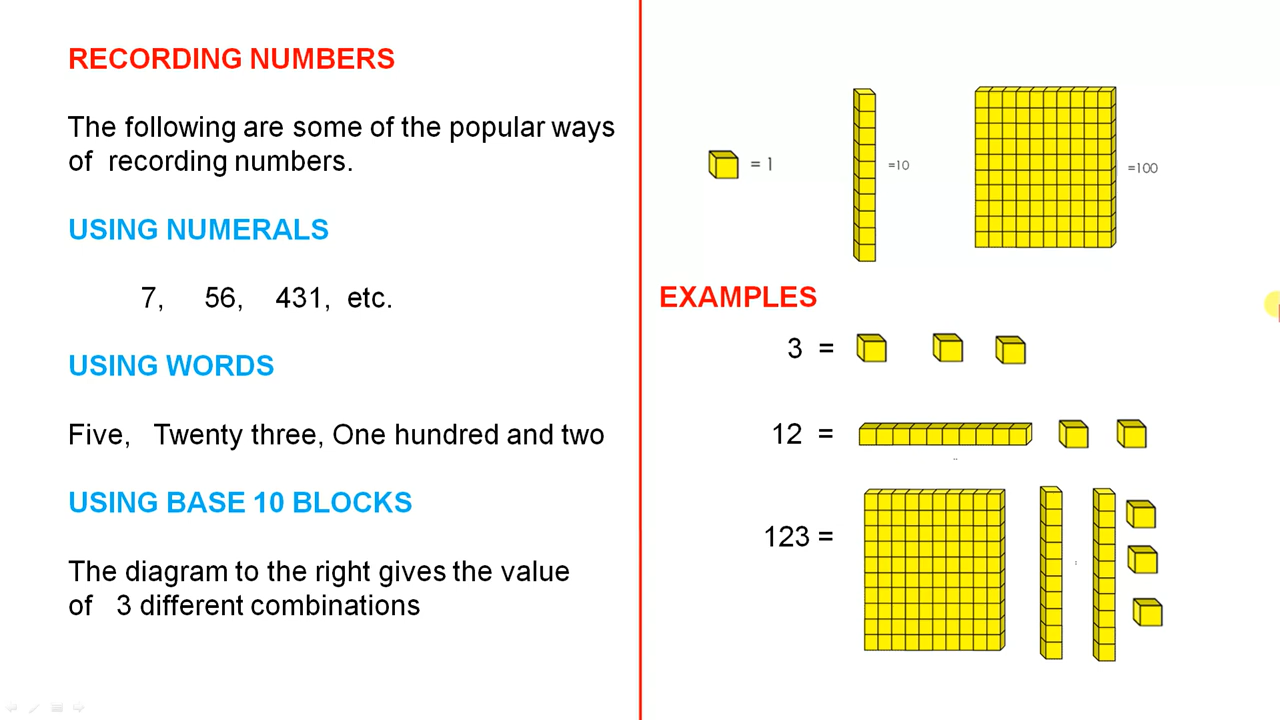 RECORDING NUMBERS
The following are some of the popular ways
of recording numbers.
USING NUMERALS
7, 56, 431, etc.
USING WORDS
Five, Twenty three, One hundred and two
USING BASE 10 BLOCKS
The diagram to the right gives the value
of 3 different combinations
= 1
=10
=100
EXAMPLES
3 =
12 =
123 =